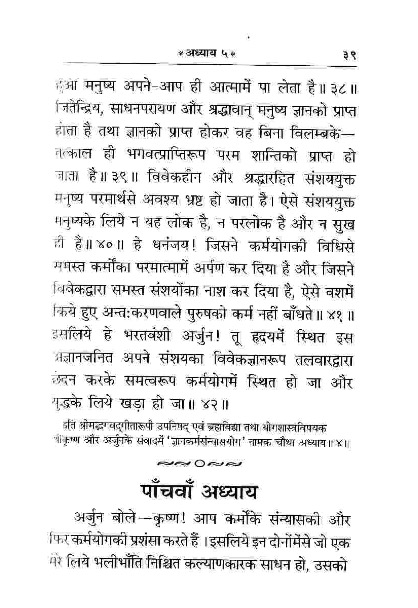 *अध्याय ५*
३९
हुआ मनुष्य अपने-आप ही आत्मामें पा लेता है॥ ३८॥
जितेन्द्रिय, साधनपरायण और श्रद्धावान् मनुष्य ज्ञानको प्राप्त
होता है तथा ज्ञानको प्राप्त होकर वह बिना विलम्बके—
तत्काल ही भगवत्प्राप्तिरूप परम शान्तिको प्राप्त हो
जाता है॥ ३९॥ विवेकहीन और श्रद्धारहित संशययुक्त
मनुष्य परमार्थसे अवश्य भ्रष्ट हो जाता है। ऐसे संशययुक्त
मनुष्यके लिये न यह लोक है, न परलोक है और न सुख
ही है॥ ४०॥ हे धनंजय! जिसने कर्मयोगकी विधिसे
समस्त कर्मोंका परमात्मामें अर्पण कर दिया है और जिसने
विवेकद्वारा समस्त संशयोंका नाश कर दिया है, ऐसे वशमें
किये हुए अन्तःकरणवाले पुरुषको कर्म नहीं बाँधते॥ ४१॥
इसलिये हे भरतवंशी अर्जुन! तू हृदयमें स्थित इस
अज्ञानजनित अपने संशयका विवेकज्ञानरूप तलवारद्वारा
छेदन करके समत्वरूप कर्मयोगमें स्थित हो जा और
युद्धके लिये खड़ा हो जा॥ ४२॥
इति श्रीमद्भगवद्गीतारूपी उपनिषद् एवं ब्रह्मविद्या तथा योगशास्त्रविषयक
श्रीकृष्ण और अर्जुनके संवादमें 'ज्ञानकर्मसंन्यासयोग' नामक चौथा अध्याय॥ ४॥
पाँचवाँ अध्याय
अर्जुन बोले—कृष्ण! आप कर्मोंके संन्यासकी और
फिर कर्मयोगकी प्रशंसा करते हैं। इसलिये इन दोनोंमेंसे जो एक
मेरे लिये भलीभाँति निश्चित कल्याणकारक साधन हो, उसको